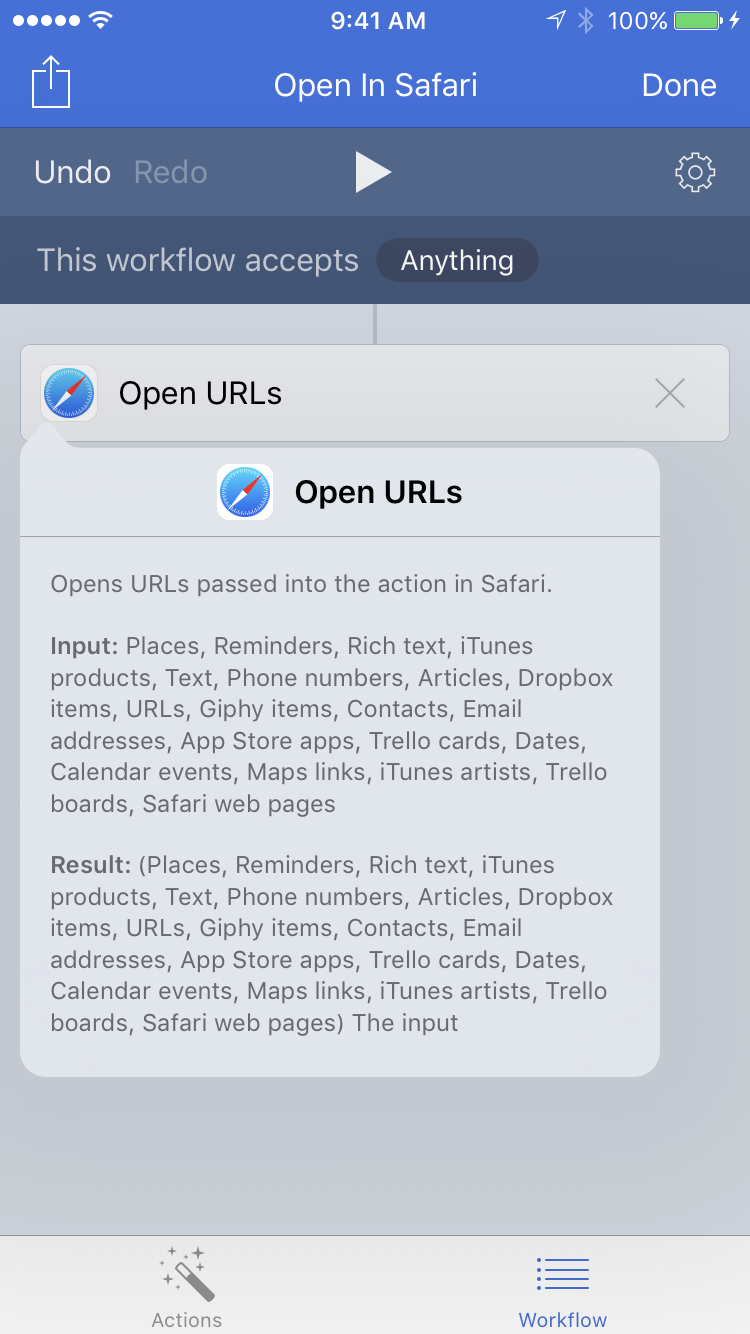 9:41 AM 100%
Open In Safari Done
Undo Redo
This workflow accepts Anything
Open URLs
Open URLs
Opens URLs passed into the action in Safari.
Input: Places, Reminders, Rich text, iTunes
products, Text, Phone numbers, Articles, Dropbox
items, URLs, Giphy items, Contacts, Email
addresses, App Store apps, Trello cards, Dates,
Calendar events, Maps links, iTunes artists, Trello
boards, Safari web pages
Result: (Places, Reminders, Rich text, iTunes
products, Text, Phone numbers, Articles, Dropbox
items, URLs, Giphy items, Contacts, Email
addresses, App Store apps, Trello cards, Dates,
Calendar events, Maps links, iTunes artists, Trello
boards, Safari web pages) The input
Actions Workflow